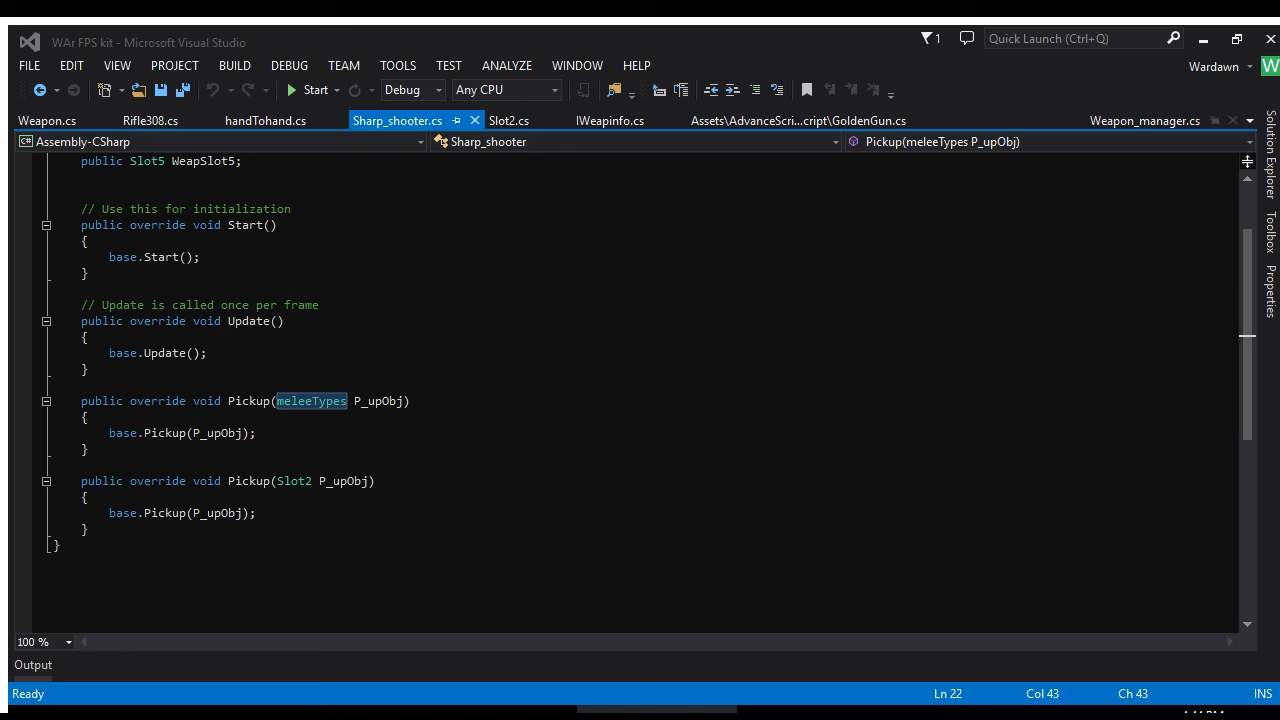 WAr FPS kit - Microsoft Visual Studio
1
Quick Launch (Ctrl+Q)
FILE EDIT VIEW PROJECT BUILD DEBUG TEAM TOOLS TEST ANALYZE WINDOW HELP
Wardawn W
Start Debug Any CPU
Weapon.cs Rifle308.cs handTohand.cs Sharp_shooter.cs Slot2.cs IWeapinfo.cs Assets\AdvanceScri...cript\GoldenGun.cs Weapon_manager.cs
C# Assembly-CSharp Sharp_shooter Pickup(meleeTypes P_upObj)
public Slot5 WeapSlot5;
// Use this for initialization
public override void Start()
{
base.Start();
}
// Update is called once per frame
public override void Update()
{
base.Update();
}
public override void Pickup(meleeTypes P_upObj)
{
base.Pickup(P_upObj);
}
public override void Pickup(Slot2 P_upObj)
{
base.Pickup(P_upObj);
}
}
Solution Explorer
Toolbox
Properties
100 %
Output
Ready Ln 22 Col 43 Ch 43 INS